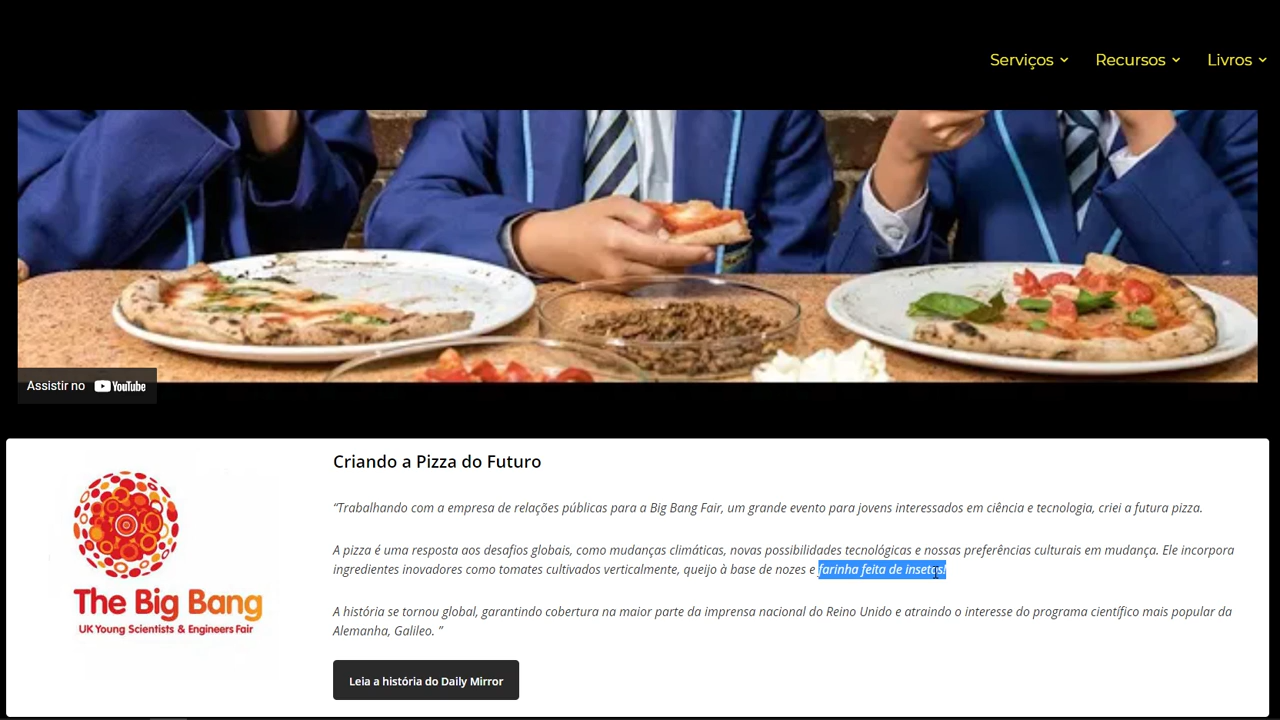 Serviços
Recursos
Livros
Assistir no YouTube
Criando a Pizza do Futuro
“Trabalhando com a empresa de relações públicas para a Big Bang Fair, um grande evento para jovens interessados em ciência e tecnologia, criei a futura pizza.
A pizza é uma resposta aos desafios globais, como mudanças climáticas, novas possibilidades tecnológicas e nossas preferências culturais em mudança. Ele incorpora
ingredientes inovadores como tomates cultivados verticalmente, queijo à base de nozes e farinha feita de insetos!
A história se tornou global, garantindo cobertura na maior parte da imprensa nacional do Reino Unido e atraindo o interesse do programa científico mais popular da
Alemanha, Galileo. ”
The Big Bang
UK Young Scientists & Engineers Fair
Leia a história do Daily Mirror